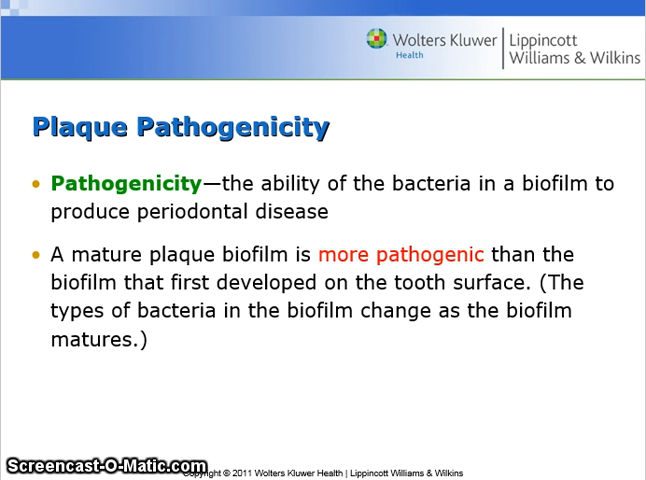 Wolters Kluwer
Health
Lippincott
Williams & Wilkins
Plaque Pathogenicity
• Pathogenicity—the ability of the bacteria in a biofilm to
produce periodontal disease
• A mature plaque biofilm is more pathogenic than the
biofilm that first developed on the tooth surface. (The
types of bacteria in the biofilm change as the biofilm
matures.)
Screencast-O-Matic.com
Copyright © 2011 Wolters Kluwer Health | Lippincott Williams & Wilkins